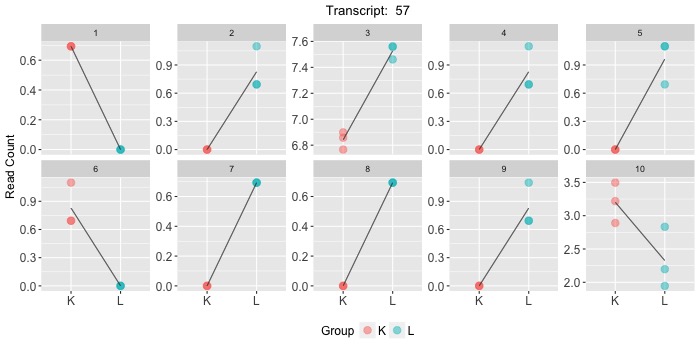 Transcript: 57
1 2 3 4 5
0.6 0.4 0.2 0.0
0.9 0.6 0.3 0.0
7.6 7.4 7.2 7.0 6.8
0.9 0.6 0.3 0.0
0.9 0.6 0.3 0.0
Read Count
6 7 8 9 10
0.9 0.6 0.3 0.0
0.6 0.4 0.2 0.0
0.6 0.4 0.2 0.0
0.9 0.6 0.3 0.0
3.5 3.0 2.5 2.0
K L K L K L K L K L
Group K L